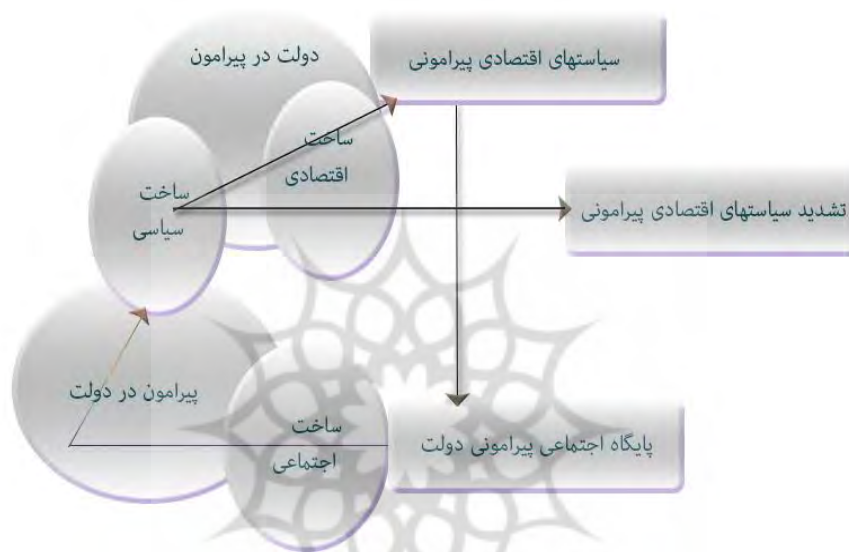 دولت در پیرامون
سیاستهای اقتصادی پیرامونی
ساخت
اقتصادی
ساخت
سیاسی
تشدید سیاستهای اقتصادی پیرامونی
پیرامون در دولت
ساخت
اجتماعی
پایگاه اجتماعی پیرامونی دولت